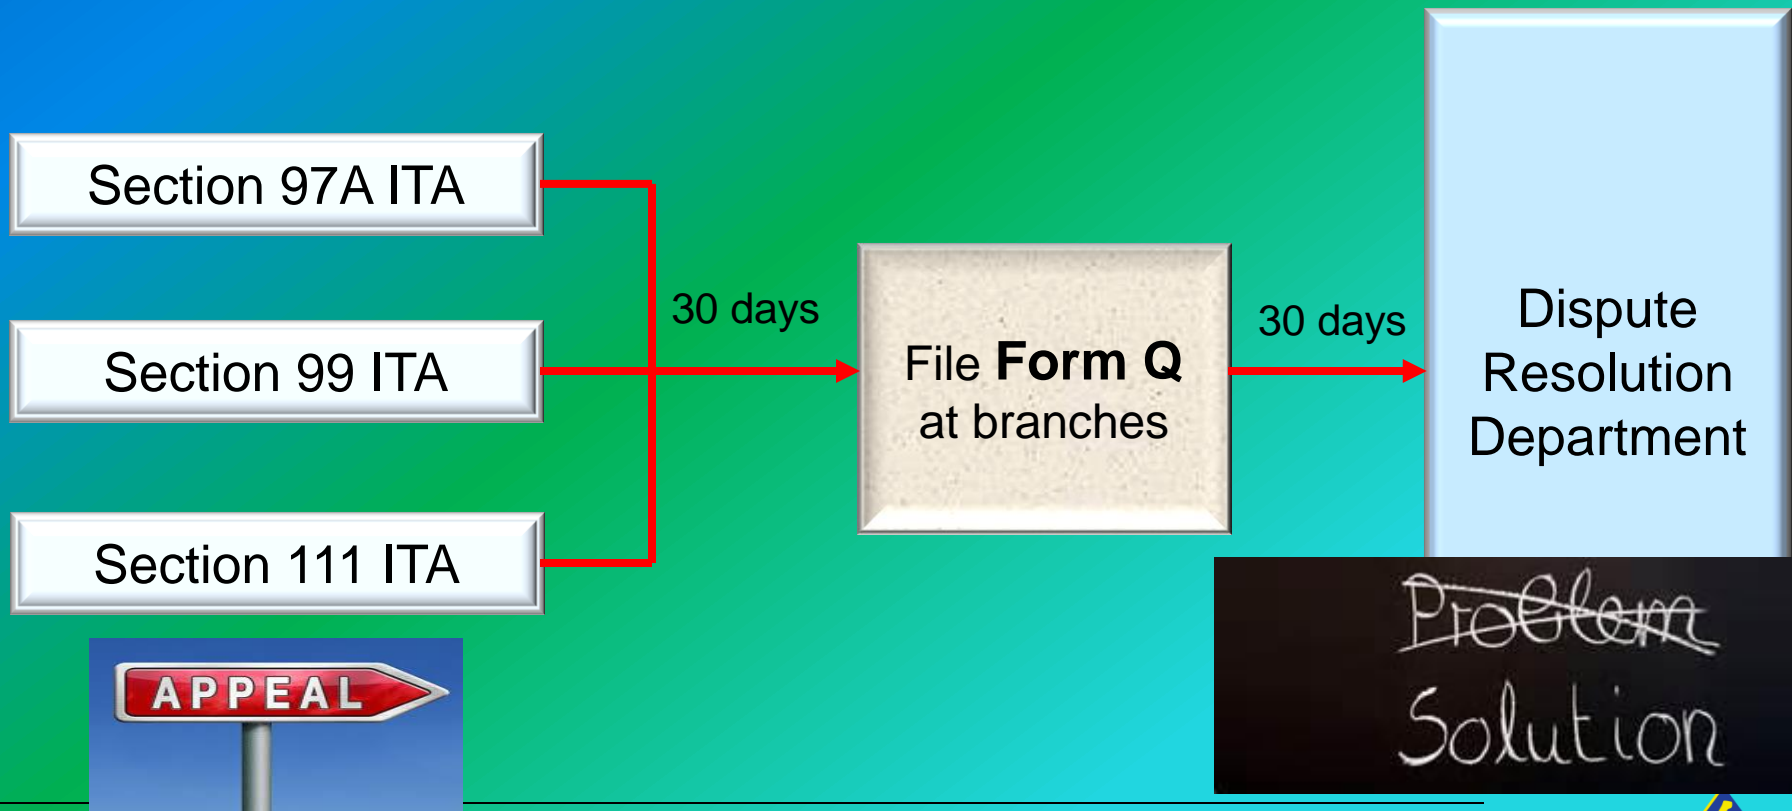 Section 97A ITA
Section 99 ITA
Section 111 ITA
30 days
File Form Q
at branches
30 days
Dispute
Resolution
Department
APPEAL
Problem
Solution